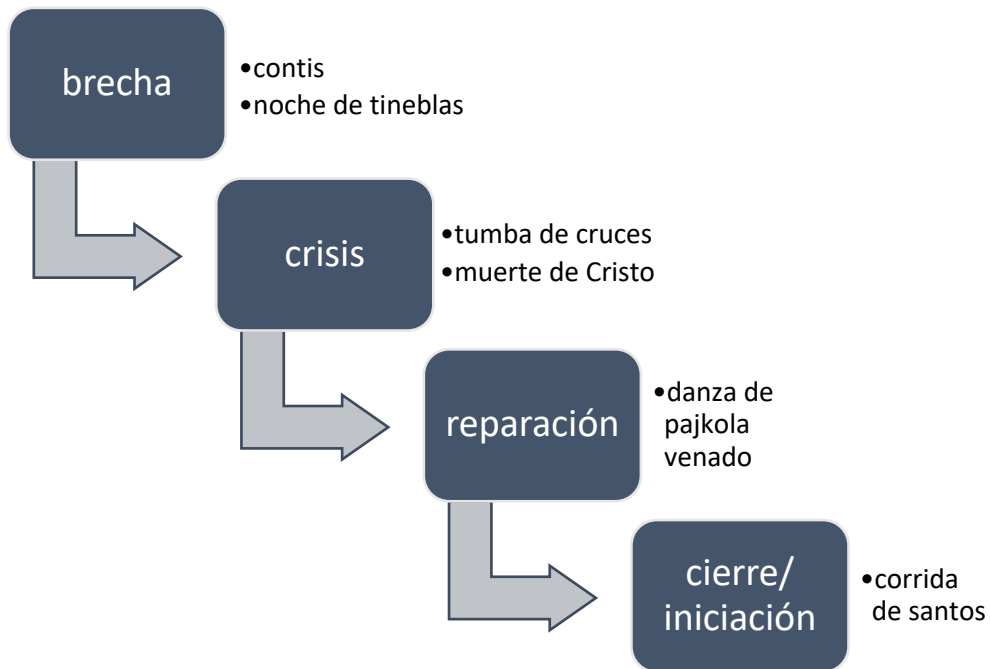 brecha
•contis
•noche de tineblas
crisis
•tumba de cruces
•muerte de Cristo
reparación
•danza de
pajkola
venado
cierre/
iniciación
•corrida
de santos